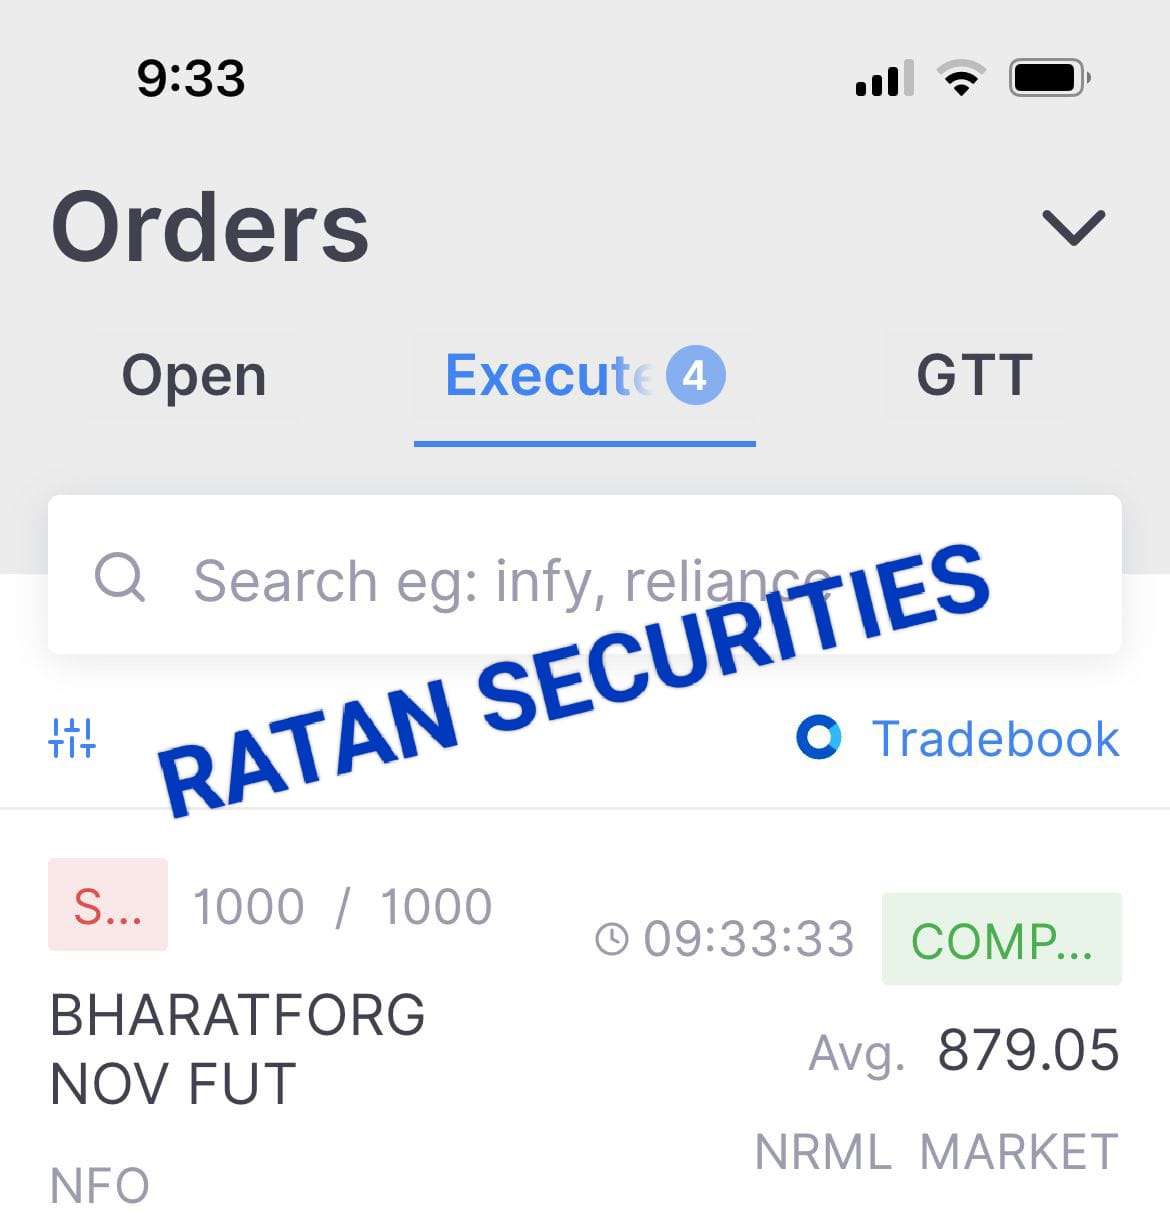 9:33
Orders
Open Execute 4 GTT
Search eg: infy, reliance
RATAN SECURITIES
Tradebook
S... 1000 / 1000
09:33:33 COMP...
BHARATFORG
NOV FUT
Avg. 879.05
NFO
NRML MARKET